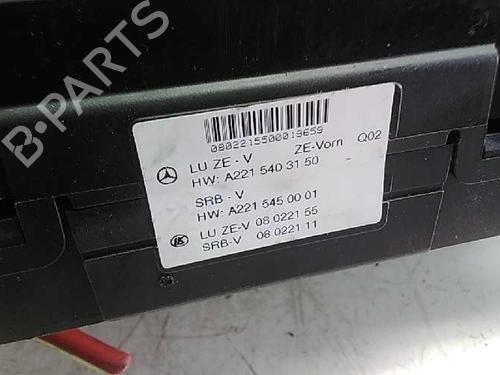 B-PARTS
0802215500019659
LU ZE - V ZE-Vorn Q02
HW: A221 540 31 50
SRB - V
HW: A221 545 00 01
LU ZE-V 08.0221 55
SRB-V 08.0221 11